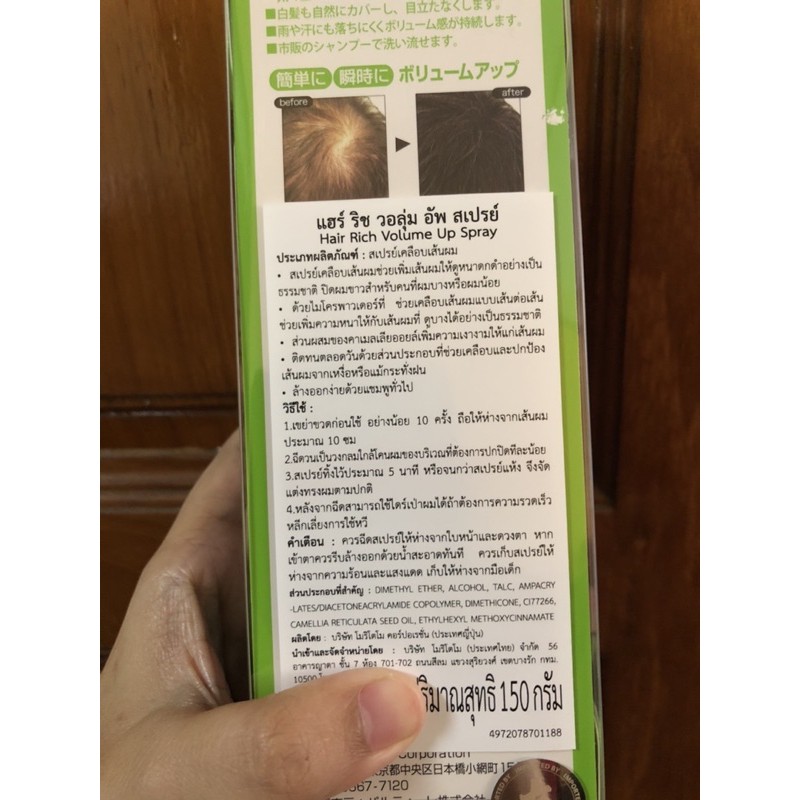 ■白髪も自然にカバーし、目立たなくします。
■雨や汗にも落ちにくくボリューム感が持続します。
■市販のシャンプーで洗い流せます。
簡単に 瞬時に ボリュームアップ
before
after
แฮร์ ริช วอลุ่ม อัพ สเปรย์
Hair Rich Volume Up Spray
ประเภทผลิตภัณฑ์ : สเปรย์เคลือบเส้นผม
• สเปรย์เคลือบเส้นผมช่วยเพิ่มเส้นผมให้ดูหนาดกดำอย่างเป็น
ธรรมชาติ ปิดผมขาวสำหรับคนที่ผมบางหรือผมน้อย
• ด้วยไมโครพาวเดอร์ที่ ช่วยเคลือบเส้นผมแบบเส้นต่อเส้น
ช่วยเพิ่มความหนาให้กับเส้นผมที่ ดูบางได้อย่างเป็นธรรมชาติ
• ส่วนผสมของคาเมลเลียออยล์เพิ่มความเงางามให้แก่เส้นผม
• ติดทนตลอดวันด้วยส่วนประกอบที่ช่วยเคลือบและปกป้อง
เส้นผมจากเหงื่อหรือแม้กระทั่งฝน
• ล้างออกง่ายด้วยแชมพูทั่วไป
วิธีใช้ :
1.เขย่าขวดก่อนใช้ อย่างน้อย 10 ครั้ง ถือให้ห่างจากเส้นผม
ประมาณ 10 ซม
2.ฉีดวนเป็นวงกลมใกล้โคนผมของบริเวณที่ต้องการปกปิดทีละน้อย
3.สเปรย์ทิ้งไว้ประมาณ 5 นาที หรือจนกว่าสเปรย์แห้ง จึงจัด
แต่งทรงผมตามปกติ
4.หลังจากฉีดสามารถใช้ไดร์เป่าผมได้ถ้าต้องการความรวดเร็ว
หลีกเลี่ยงการใช้หวี
คำเตือน : ควรฉีดสเปรย์ให้ห่างจากใบหน้าและดวงตา หาก
เข้าตาควรรีบล้างออกด้วยน้ำสะอาดทันที ควรเก็บสเปรย์ให้
ห่างจากความร้อนและแสงแดด เก็บให้ห่างจากมือเด็ก
ส่วนประกอบที่สำคัญ : DIMETHYL ETHER, ALCOHOL, TALC, AMPACRY
-LATES/DIACETONEACRYLAMIDE COPOLYMER, DIMETHICONE, CI77266,
CAMELLIA RETICULATA SEED OIL, ETHYLHEXYL METHOXYCINNAMATE
ผลิตโดย : บริษัท โมริโดโม คอร์ปอเรชั่น (ประเทศญี่ปุ่น)
นำเข้าและจัดจำหน่ายโดย : บริษัท โมริโดโม (ประเทศไทย) จำกัด 56
อาคารญาดา ชั้น 7 ห้อง 701-702 ถนนสีลม แขวงสุริยวงศ์ เขตบางรัก กทม.
10500
ปริมาณสุทธิ 150 กรัม
4972078701188
Corporation
京都中央区日本橋小網町15
567-7120